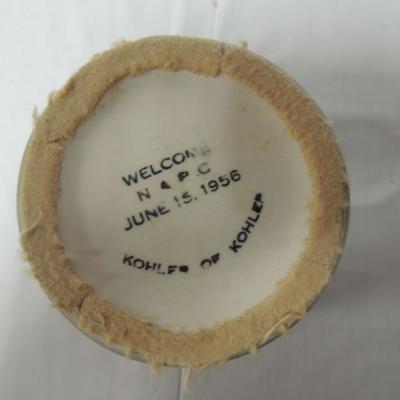 WELCOME
N & P.C
JUNE 15, 1956
KOHLER OF KOHLER